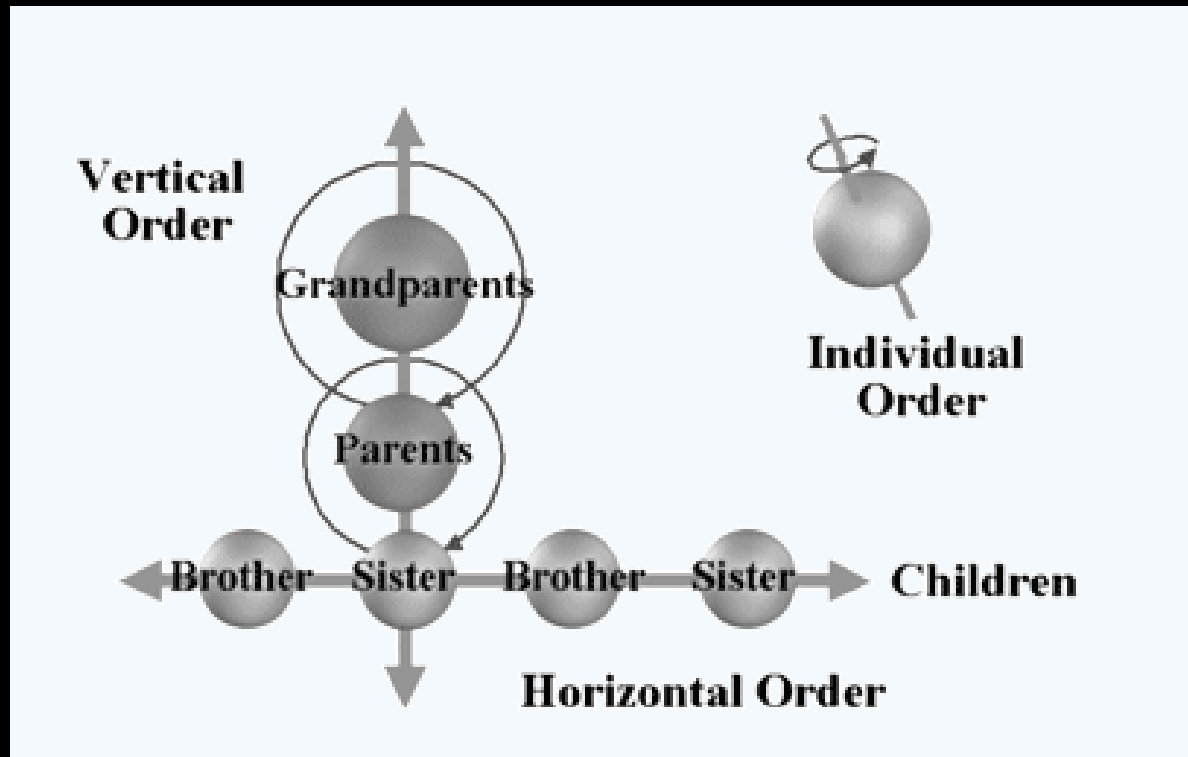 Vertical
Order
Grandparents
Individual
Order
Parents
Brother Sister Brother Sister Children
Horizontal Order